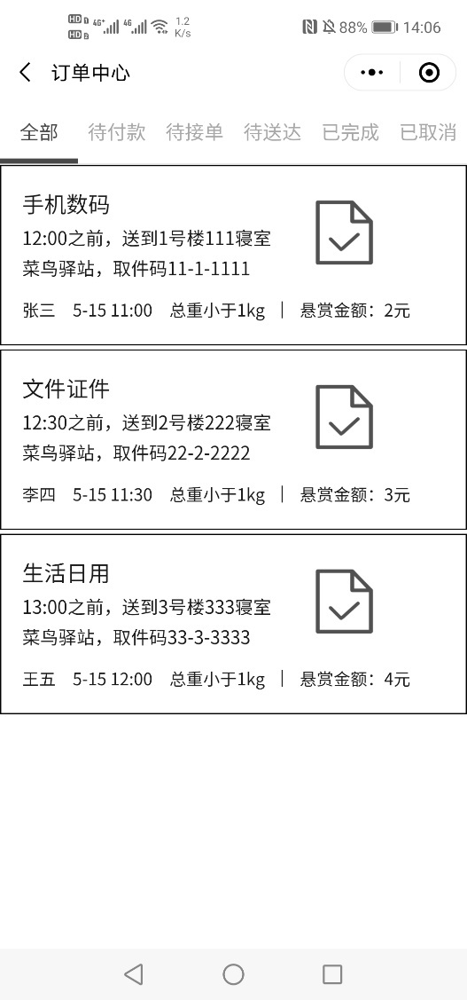 HD 1 4G+ 4G 1.2 88% 14:06
HD 2 K/s
订单中心
全部 待付款 待接单 待送达 已完成 已取消
手机数码
12:00之前，送到1号楼111寝室
菜鸟驿站，取件码11-1-1111
张三 5-15 11:00 总重小于1kg | 悬赏金额：2元
文件证件
12:30之前，送到2号楼222寝室
菜鸟驿站，取件码22-2-2222
李四 5-15 11:30 总重小于1kg | 悬赏金额：3元
生活日用
13:00之前，送到3号楼333寝室
菜鸟驿站，取件码33-3-3333
王五 5-15 12:00 总重小于1kg | 悬赏金额：4元